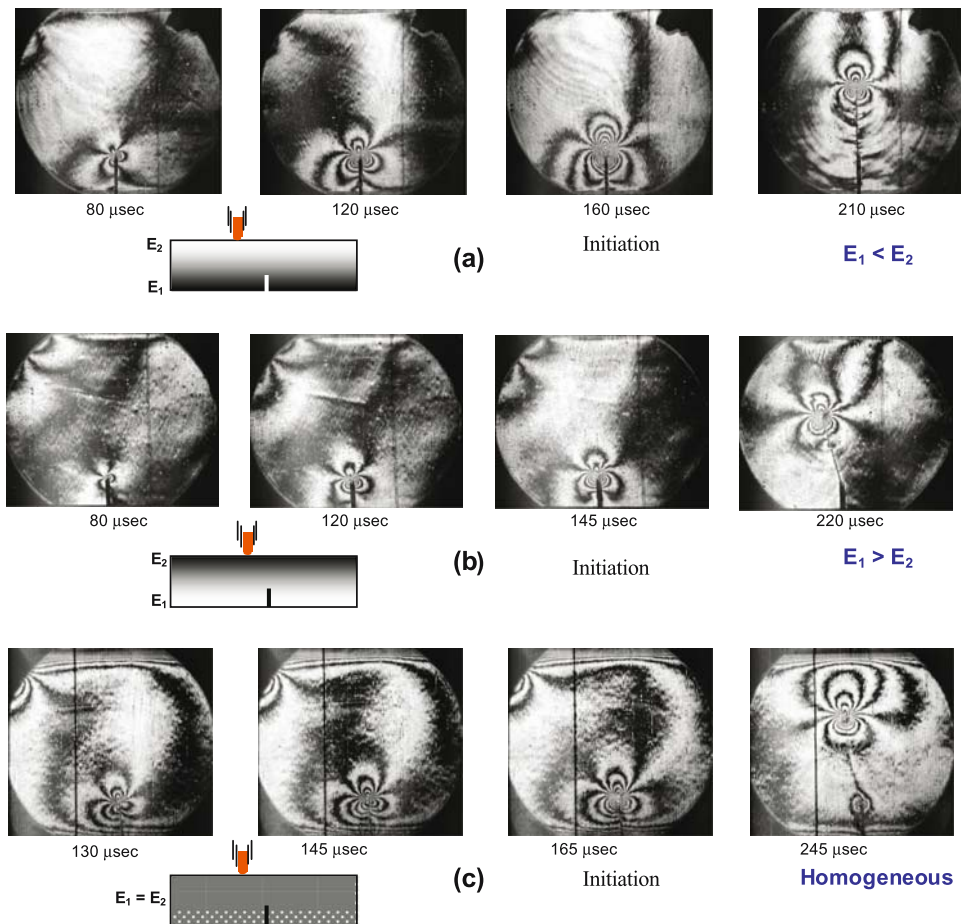 80 μsec
120 μsec
160 μsec
210 μsec
E₂
E₁
(a)
Initiation
E₁ < E₂
80 μsec
120 μsec
145 μsec
220 μsec
E₂
E₁
(b)
Initiation
E₁ > E₂
130 μsec
145 μsec
165 μsec
245 μsec
E₁ = E₂
(c)
Initiation
Homogeneous